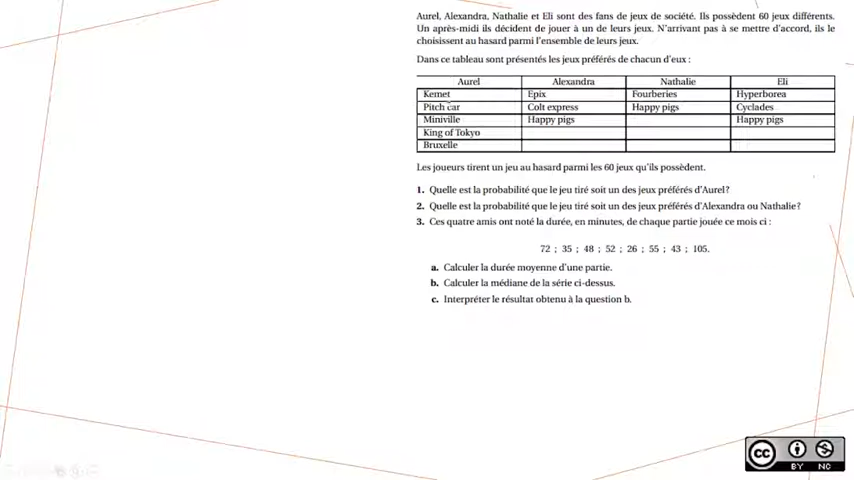 Aurel, Alexandra, Nathalie et Eli sont des fans de jeux de société. Ils possèdent 60 jeux différents.
Un après-midi ils décident de jouer à un de leurs jeux. N'arrivant pas à se mettre d'accord, ils le
choisissent au hasard parmi l'ensemble de leurs jeux.
Dans ce tableau sont présentés les jeux préférés de chacun d'eux :
Aurel Alexandra Nathalie Eli
Kemet Epix Fourberies Hyperborea
Pitch car Colt express Happy pigs Cyclades
Miniville Happy pigs Happy pigs
King of Tokyo
Bruxelle
Les joueurs tirent un jeu au hasard parmi les 60 jeux qu'ils possèdent.
1. Quelle est la probabilité que le jeu tiré soit un des jeux préférés d'Aurel?
2. Quelle est la probabilité que le jeu tiré soit un des jeux préférés d'Alexandra ou Nathalie?
3. Ces quatre amis ont noté la durée, en minutes, de chaque partie jouée ce mois ci :
72 ; 35 ; 48 ; 52 ; 26 ; 55 ; 43 ; 105.
a. Calculer la durée moyenne d'une partie.
b. Calculer la médiane de la série ci-dessus.
c. Interpréter le résultat obtenu à la question b.
cc
BY NC